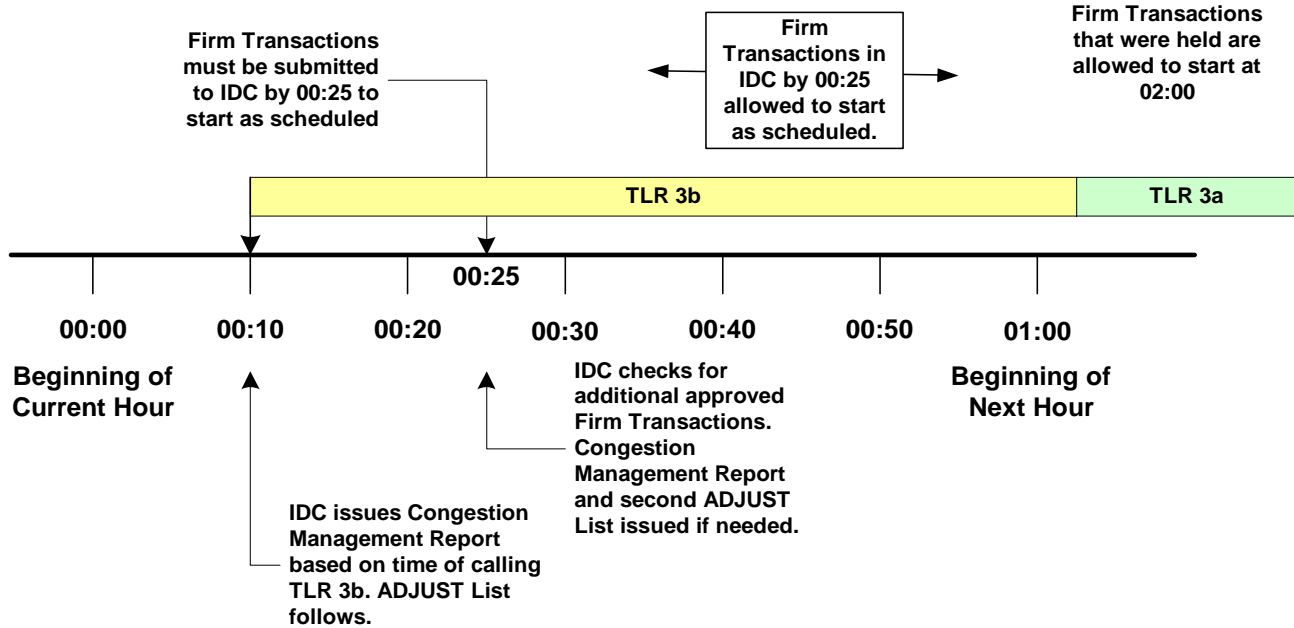 Firm Transactions
must be submitted
to IDC by 00:25 to
start as scheduled
Firm
Transactions in
IDC by 00:25
allowed to start
as scheduled.
Firm Transactions
that were held are
allowed to start at
02:00
TLR 3b
TLR 3a
00:25
00:00
00:10
00:20
00:30
00:40
00:50
01:00
Beginning of
Current Hour
Beginning of
Next Hour
IDC checks for
additional approved
Firm Transactions.
Congestion
Management Report
and second ADJUST
List issued if needed.
IDC issues Congestion
Management Report
based on time of calling
TLR 3b. ADJUST List
follows.